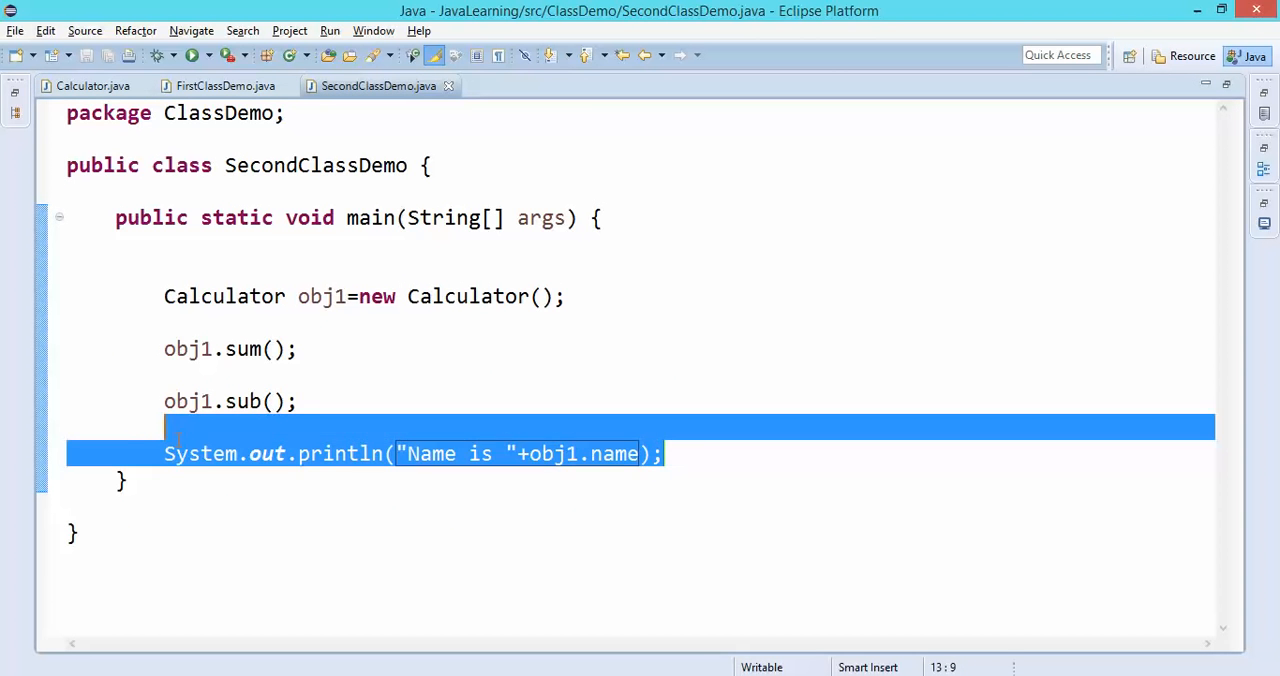 Java - JavaLearning/src/ClassDemo/SecondClassDemo.java - Eclipse Platform
File Edit Source Refactor Navigate Search Project Run Window Help
Quick Access Resource Java
Calculator.java FirstClassDemo.java SecondClassDemo.java
package ClassDemo;
public class SecondClassDemo {
public static void main(String[] args) {
Calculator obj1=new Calculator();
obj1.sum();
obj1.sub();
System.out.println("Name is "+obj1.name);
}
}
Writable Smart Insert 13 : 9